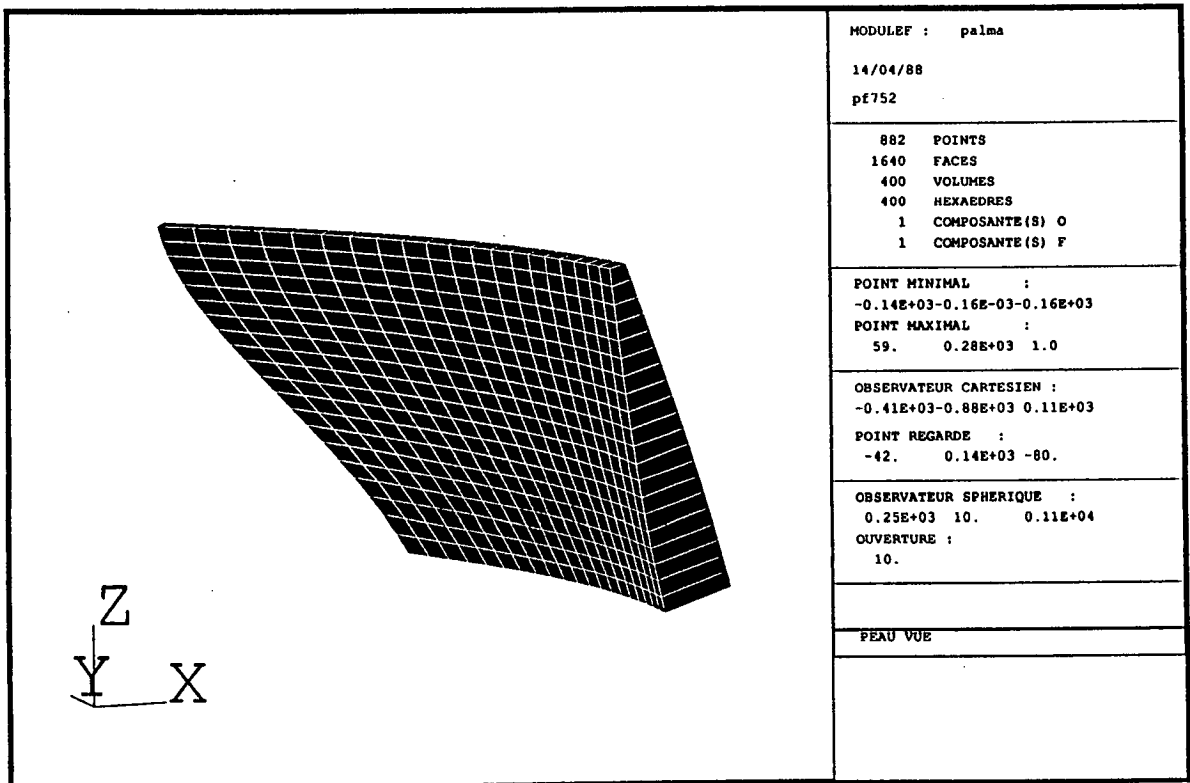 MODULEF : palma
14/04/88
pf752
882 POINTS
1640 FACES
400 VOLUMES
400 HEXAEDRES
1 COMPOSANTE(S) O
1 COMPOSANTE(S) F
POINT MINIMAL :
-0.14E+03-0.16E-03-0.16E+03
POINT MAXIMAL :
59. 0.28E+03 1.0
OBSERVATEUR CARTESIEN :
-0.41E+03-0.88E+03 0.11E+03
POINT REGARDE :
-42. 0.14E+03 -80.
OBSERVATEUR SPHERIQUE :
0.25E+03 10. 0.11E+04
OUVERTURE :
10.
PEAU VUE
Z
Y X